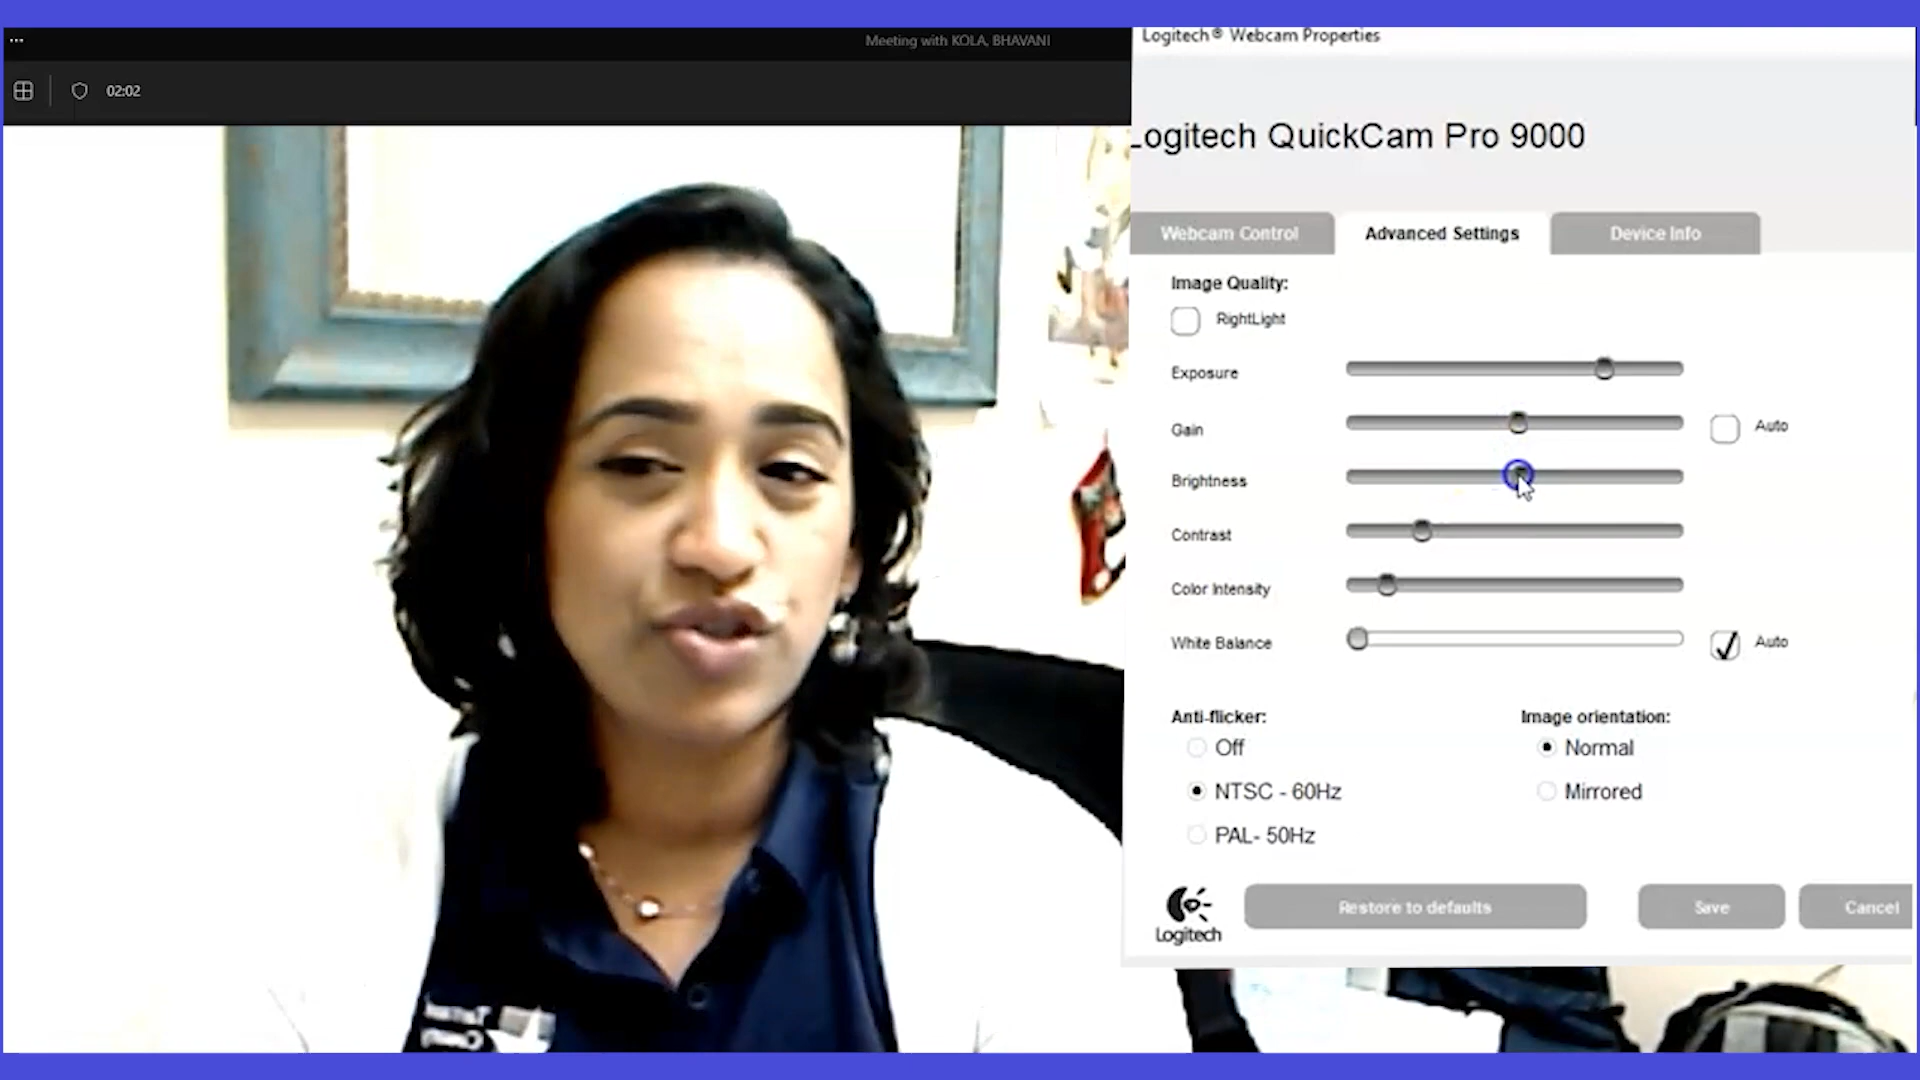 Meeting with KOLA, BHAVANI
02:02
Logitech® Webcam Properties
Logitech QuickCam Pro 9000
Webcam Control
Advanced Settings
Device Info
Image Quality:
RightLight
Exposure
Gain
Auto
Brightness
Contrast
Color Intensity
White Balance
Auto
Anti-flicker:
Image orientation:
Off
Normal
NTSC - 60Hz
Mirrored
PAL- 50Hz
Logitech
Restore to defaults
Save
Cancel